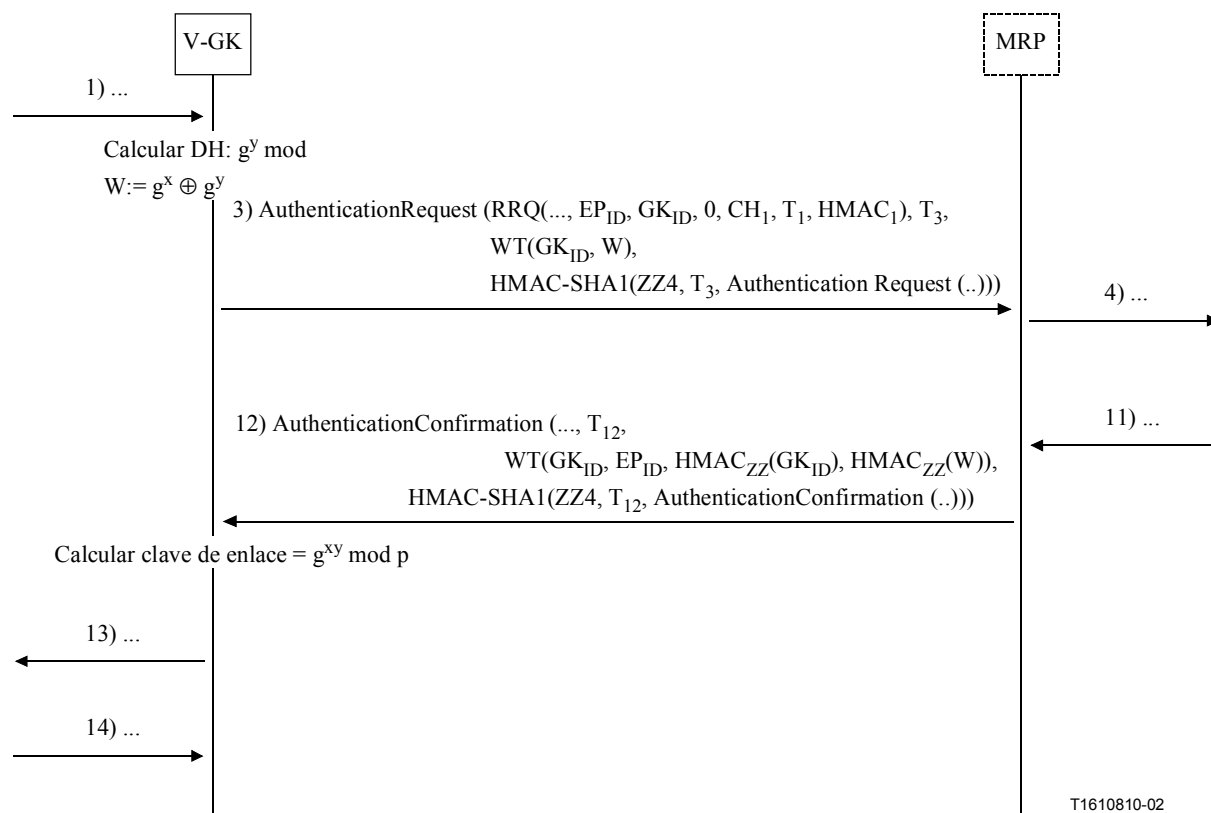 V-GK
MRP
1) ...
Calcular DH: g^y mod
W:= g^x ⊕ g^y
3) AuthenticationRequest (RRQ(..., EP_ID, GK_ID, 0, CH_1, T_1, HMAC_1), T_3,
WT(GK_ID, W),
HMAC-SHA1(ZZ4, T_3, Authentication Request (..)))
4) ...
12) AuthenticationConfirmation (..., T_12,
11) ...
WT(GK_ID, EP_ID, HMAC_ZZ(GK_ID), HMAC_ZZ(W)),
HMAC-SHA1(ZZ4, T_12, AuthenticationConfirmation (..)))
Calcular clave de enlace = g^xy mod p
13) ...
14) ...
T1610810-02